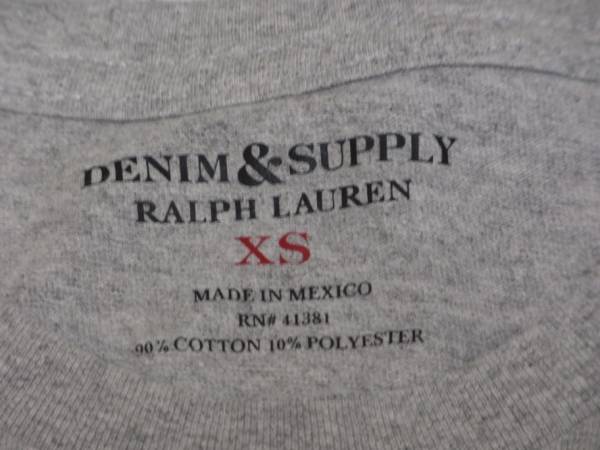 DENIM & SUPPLY
RALPH LAUREN
XS
MADE IN MEXICO
RN# 41381
90% COTTON 10% POLYESTER